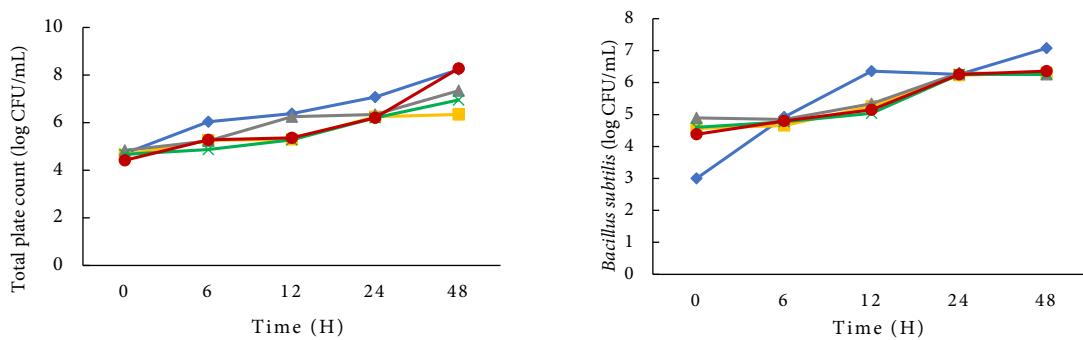 Total plate count (log CFU/mL)
10
8
6
4
2
0
0 6 12 24 48
Time (H)
Bacillus subtilis (log CFU/mL)
8
7
6
5
4
3
2
1
0
0 6 12 24 48
Time (H)